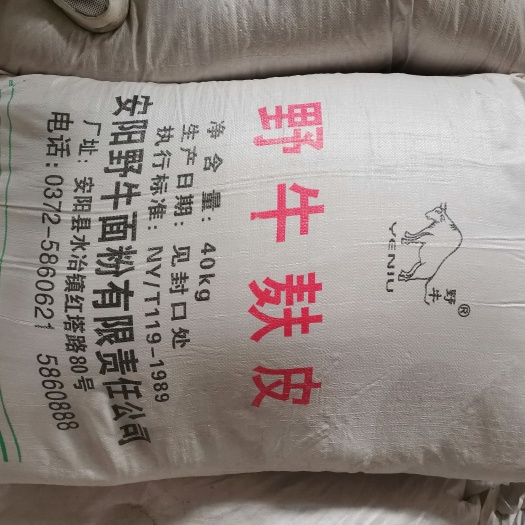 野牛®
YIENIU
野牛麸皮
净含量：40kg
生产日期：见封口处
执行标准：NY/T119-1989
安阳野牛面粉有限责任公司
厂址：安阳县水冶镇红塔路80号
电话：0372-5860621 5860888